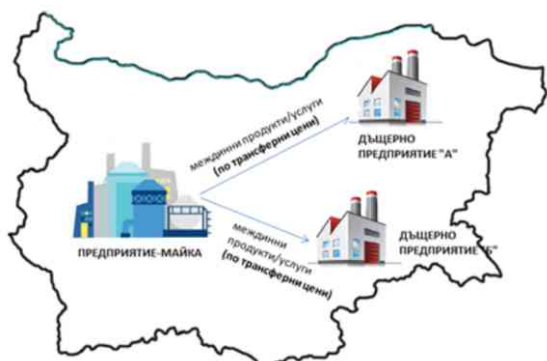 междинни продукти/услуги
(по трансферни цени)
ДЪЩЕРНО
ПРЕДПРИЯТИЕ "А"
ПРЕДПРИЯТИЕ-МАЙКА
междинни
продукти/услуги
(по трансферни цени)
ДЪЩЕРНО
ПРЕДПРИЯТИЕ "Б"